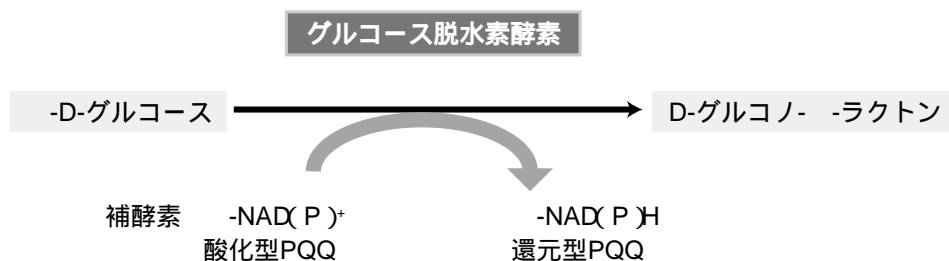 グルコース脱水素酵素
-D-グルコース
D-グルコノ- -ラクトン
補酵素 -NAD(P)+ -NAD(P)H
酸化型PQQ 還元型PQQ